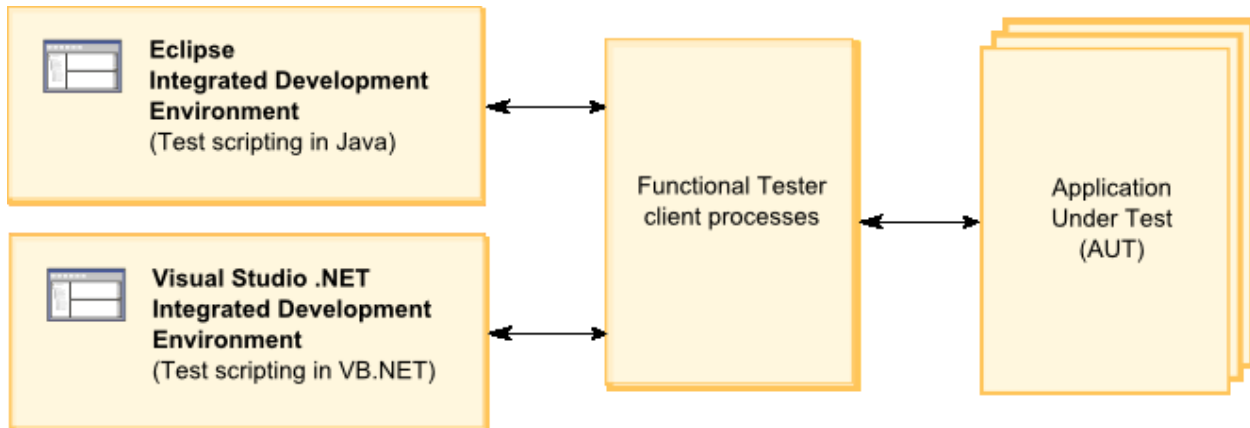 Eclipse
Integrated Development
Environment
(Test scripting in Java)
Visual Studio .NET
Integrated Development
Environment
(Test scripting in VB.NET)
Functional Tester
client processes
Application
Under Test
(AUT)